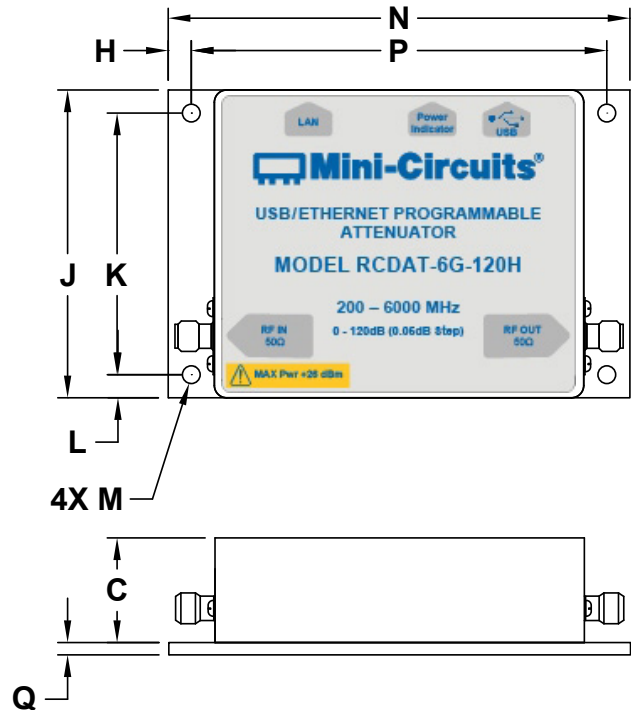 N
H
P
LAN
Power
Indicator
USB
Mini-Circuits®
USB/ETHERNET PROGRAMMABLE
ATTENUATOR
MODEL RCDAT-6G-120H
J
K
200 – 6000 MHz
RF IN
50Ω
0 - 120dB (0.05dB Step)
RF OUT
50Ω
MAX Pwr +26 dBm
L
4X M
C
Q